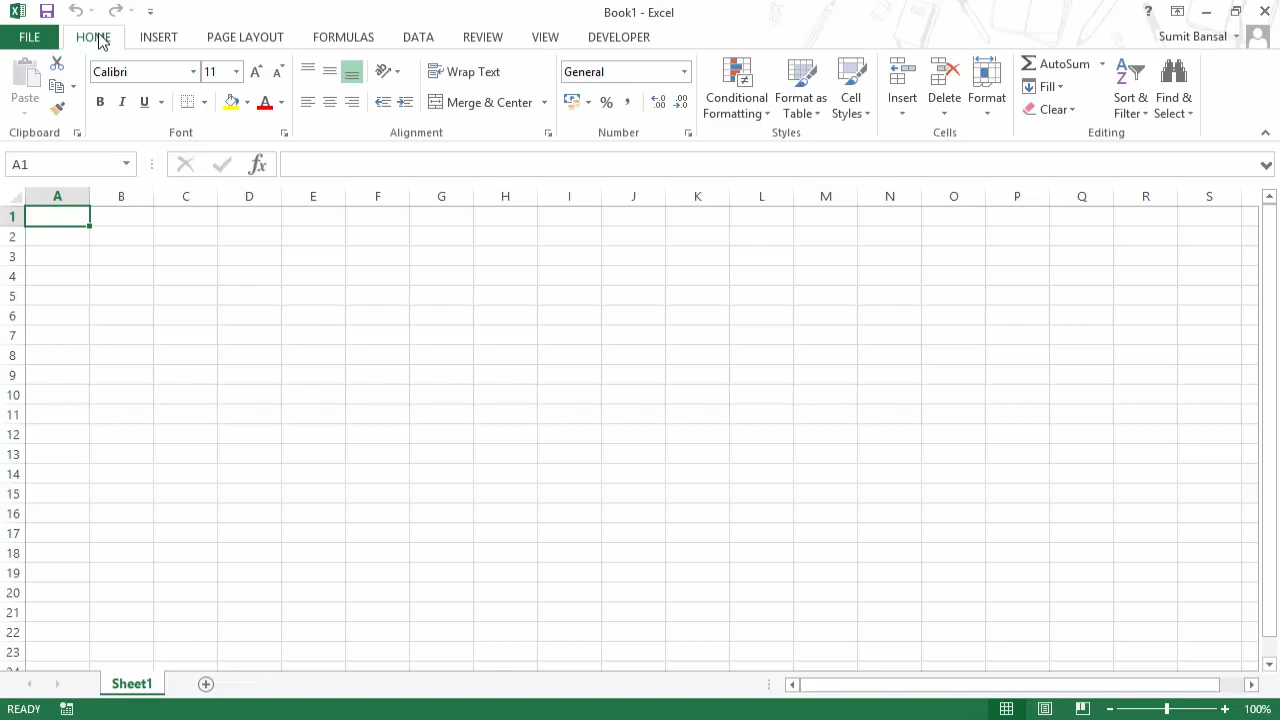 Book1 - Excel
FILE HOME INSERT PAGE LAYOUT FORMULAS DATA REVIEW VIEW DEVELOPER Sumit Bansal
Paste
Clipboard
Calibri 11
B I U A
Font
Wrap Text
Merge & Center
Alignment
General
% ,
Number
Conditional Formatting
Format as Table
Cell Styles
Styles
Insert
Delete
Format
Cells
AutoSum
Fill
Clear
Sort & Filter
Find & Select
Editing
A1 fx
A B C D E F G H I J K L M N O P Q R S
1
2
3
4
5
6
7
8
9
10
11
12
13
14
15
16
17
18
19
20
21
22
23
Sheet1
READY 100%